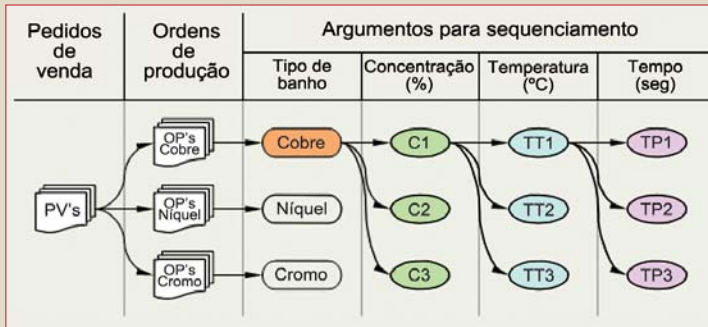 Pedidos
de
venda
Ordens
de
produção
Argumentos para sequenciamento
Tipo de
banho
Concentração
(%)
Temperatura
(ºC)
Tempo
(seg)
PV's
OP's
Cobre
OP's
Níquel
OP's
Cromo
Cobre
Níquel
Cromo
C1
C2
C3
TT1
TT2
TT3
TP1
TP2
TP3